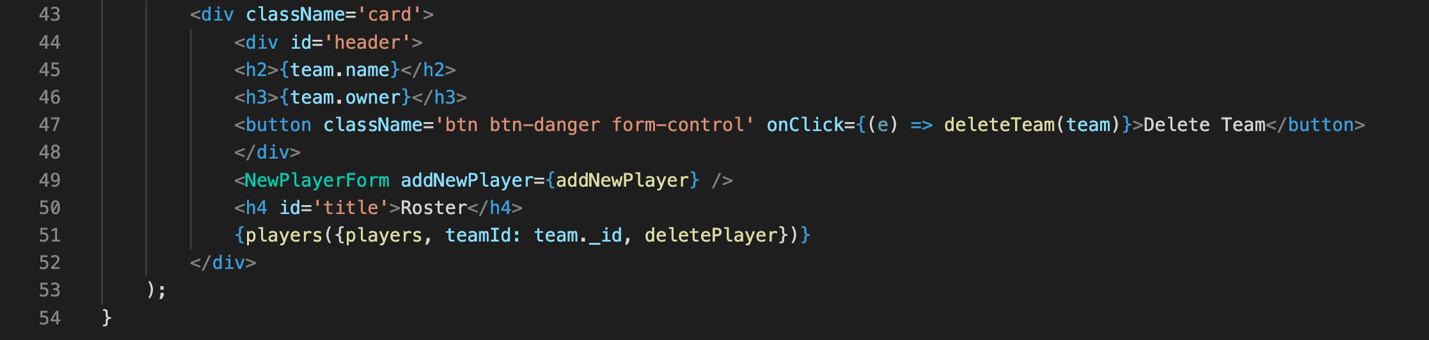 43 <div className='card'>
44 <div id='header'>
45 <h2>{team.name}</h2>
46 <h3>{team.owner}</h3>
47 <button className='btn btn-danger form-control' onClick={(e) => deleteTeam(team)}>Delete Team</button>
48 </div>
49 <NewPlayerForm addNewPlayer={addNewPlayer} />
50 <h4 id='title'>Roster</h4>
51 {players({players, teamId: team._id, deletePlayer})}
52 </div>
53 );
54 }